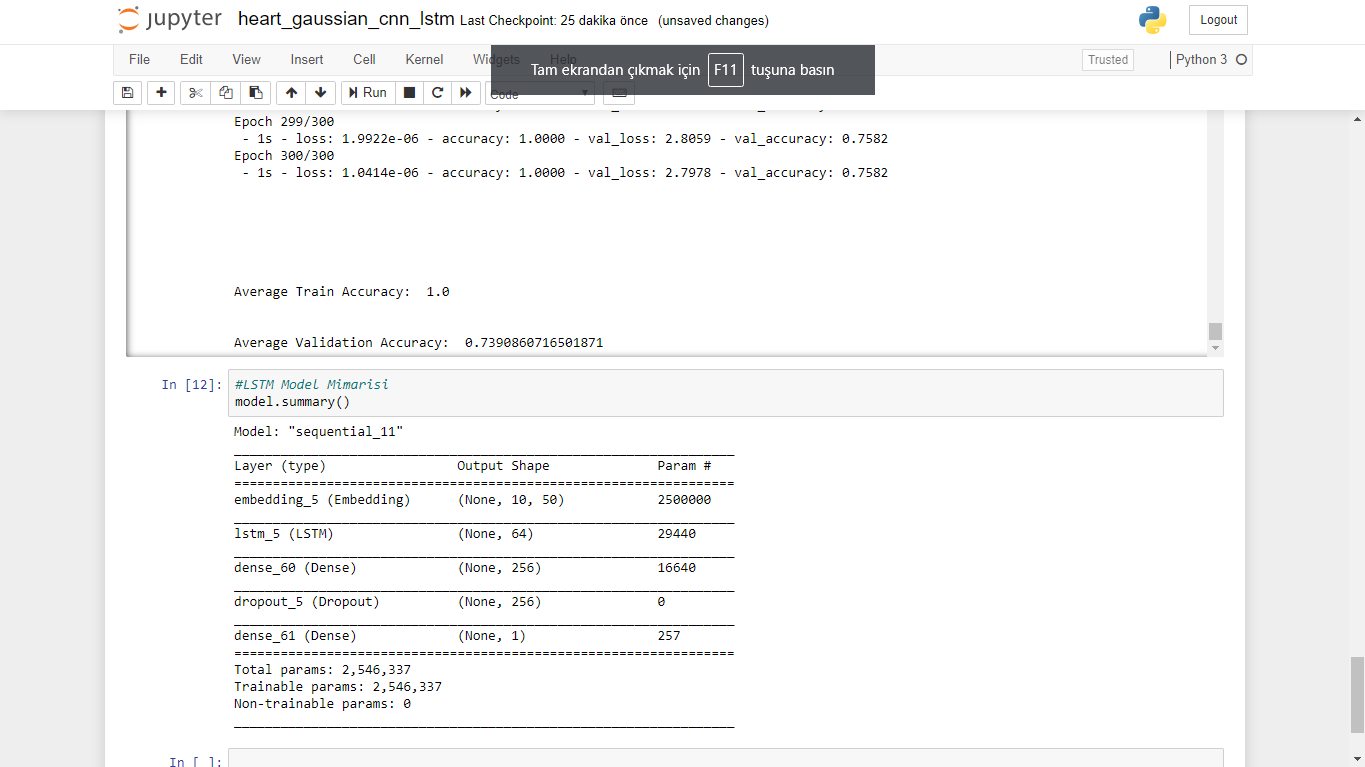 jupyter heart_gaussian_cnn_lstm Last Checkpoint: 25 dakika önce (unsaved changes)
Logout
File Edit View Insert Cell Kernel Widgets Help
Tam ekrandan çıkmak için F11 tuşuna basın
Trusted
Python 3
Run
Code
Epoch 299/300
- 1s - loss: 1.9922e-06 - accuracy: 1.0000 - val_loss: 2.8059 - val_accuracy: 0.7582
Epoch 300/300
- 1s - loss: 1.0414e-06 - accuracy: 1.0000 - val_loss: 2.7978 - val_accuracy: 0.7582
Average Train Accuracy: 1.0
Average Validation Accuracy: 0.7390860716501871
In [12]: #LSTM Model Mimarisi
model.summary()
Model: "sequential_11"
Layer (type) Output Shape Param #
=================================================================
embedding_5 (Embedding) (None, 10, 50) 2500000
lstm_5 (LSTM) (None, 64) 29440
dense_60 (Dense) (None, 256) 16640
dropout_5 (Dropout) (None, 256) 0
dense_61 (Dense) (None, 1) 257
=================================================================
Total params: 2,546,337
Trainable params: 2,546,337
Non-trainable params: 0
In [ ]: